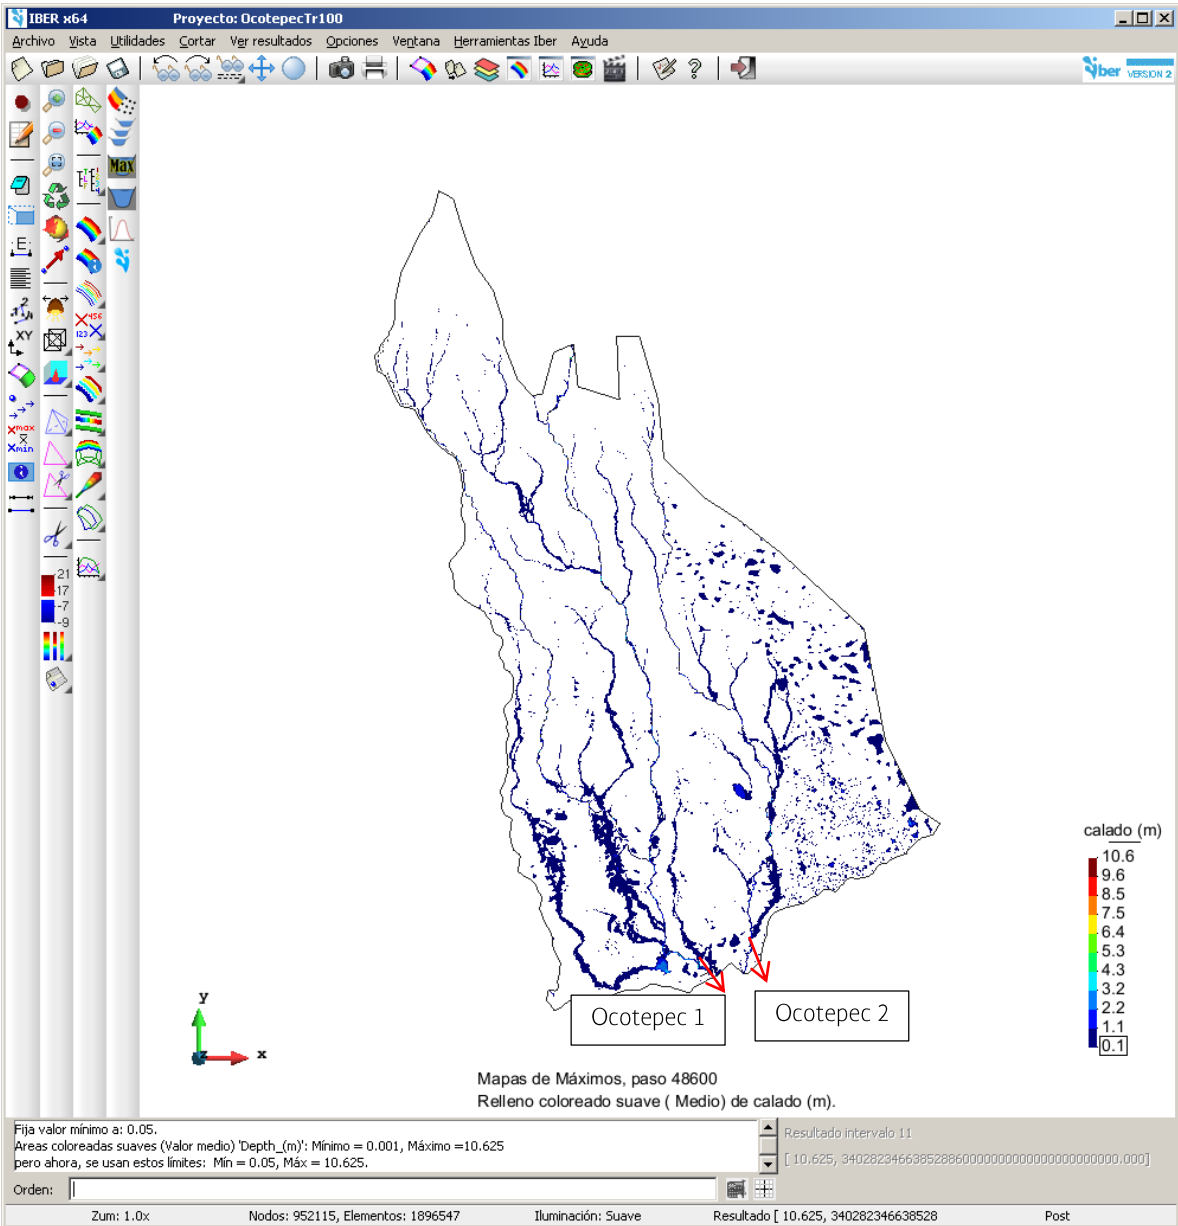 IBER x64 Proyecto: OcotepecTr100
Archivo Vista Utilidades Cortar Ver resultados Opciones Ventana Herramientas Iber Ayuda
Iber VERSION 2
Max
E
XY
X456
123X
xmax
X
Xmin
21
17
-7
-9
calado (m)
10.6
9.6
8.5
7.5
6.4
5.3
4.3
3.2
2.2
1.1
0.1
Ocotepec 1
Ocotepec 2
y
z
x
Mapas de Máximos, paso 48600
Relleno coloreado suave ( Medio) de calado (m).
Fija valor mínimo a: 0.05.
Areas coloreadas suaves (Valor medio) 'Depth_(m)': Mínimo = 0.001, Máximo =10.625
pero ahora, se usan estos límites: Mín = 0.05, Máx = 10.625.
Resultado intervalo 11
Orden:
Zum: 1.0x Nodos: 952115, Elementos: 1896547 Iluminación: Suave Resultado [ 10.625, 340282346638528 Post